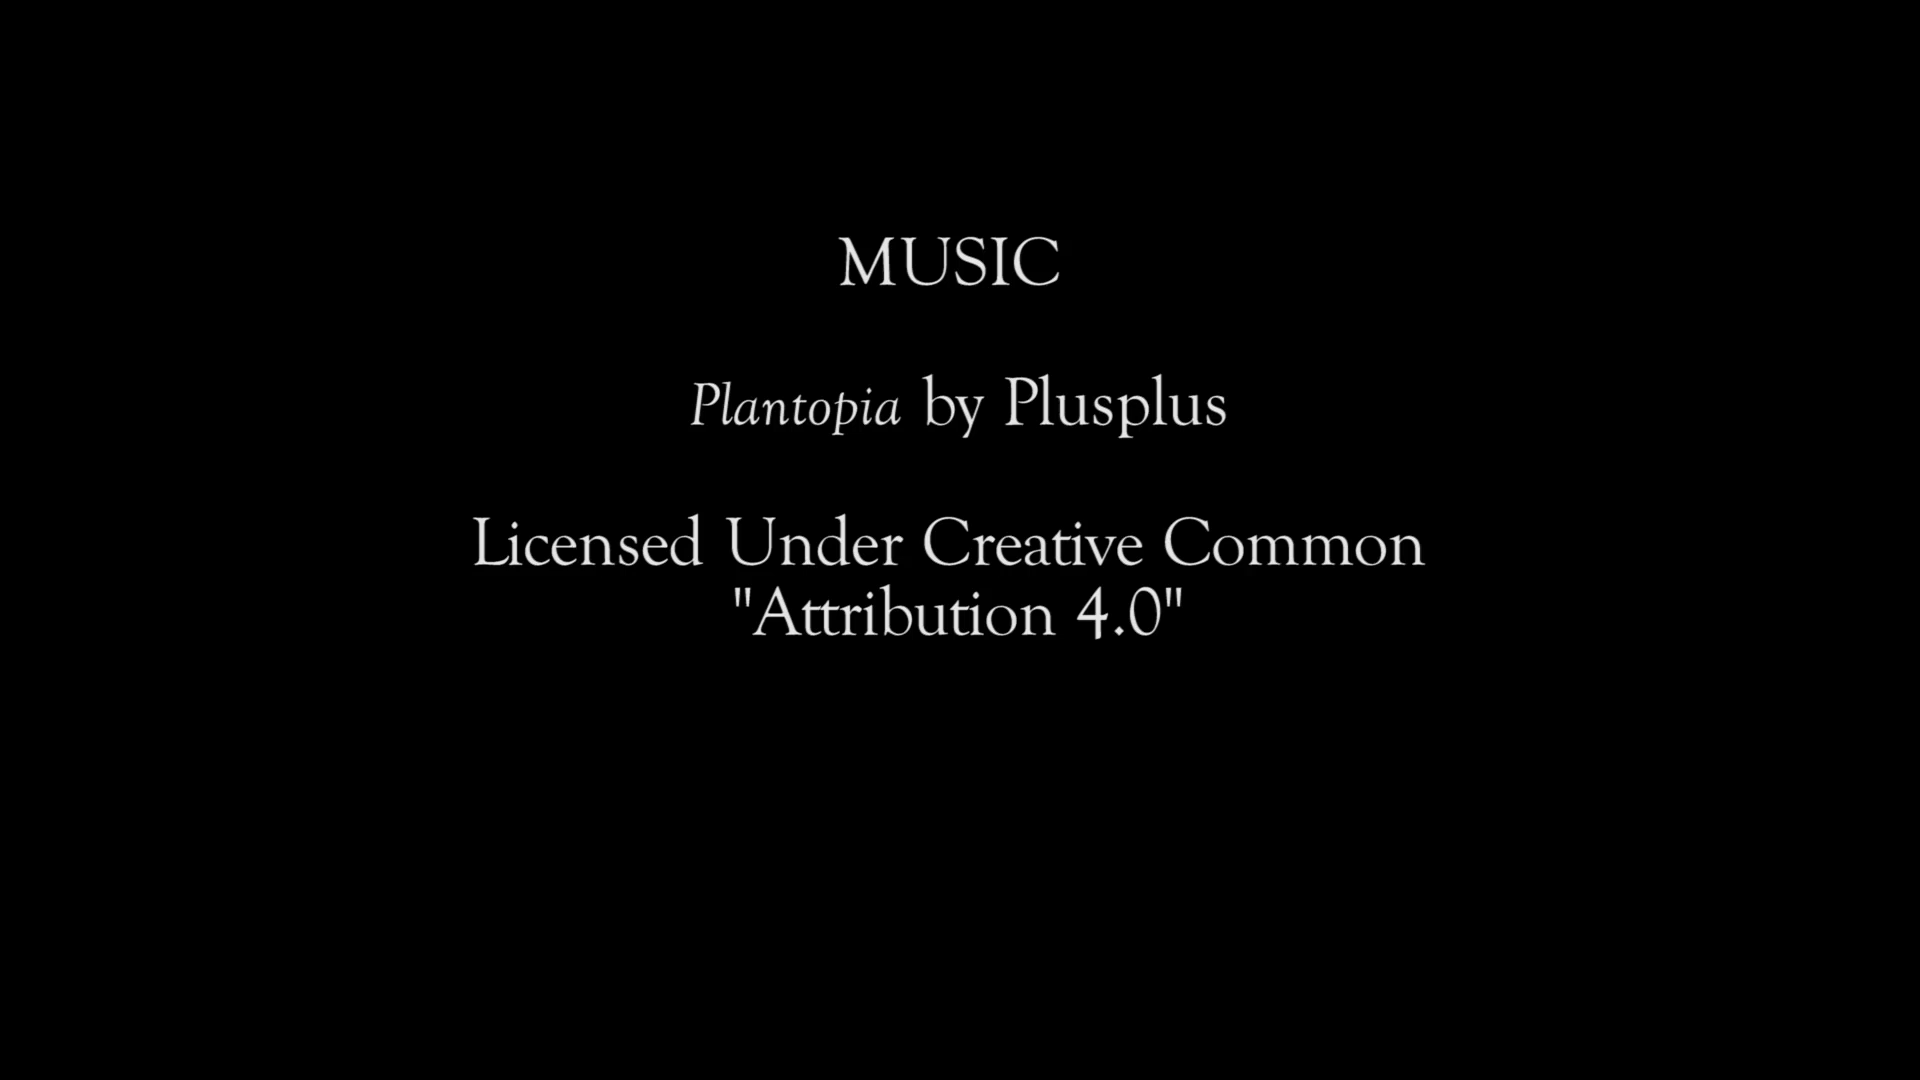 MUSIC
Plantopia by Plusplus
Licensed Under Creative Common
"Attribution 4.0"